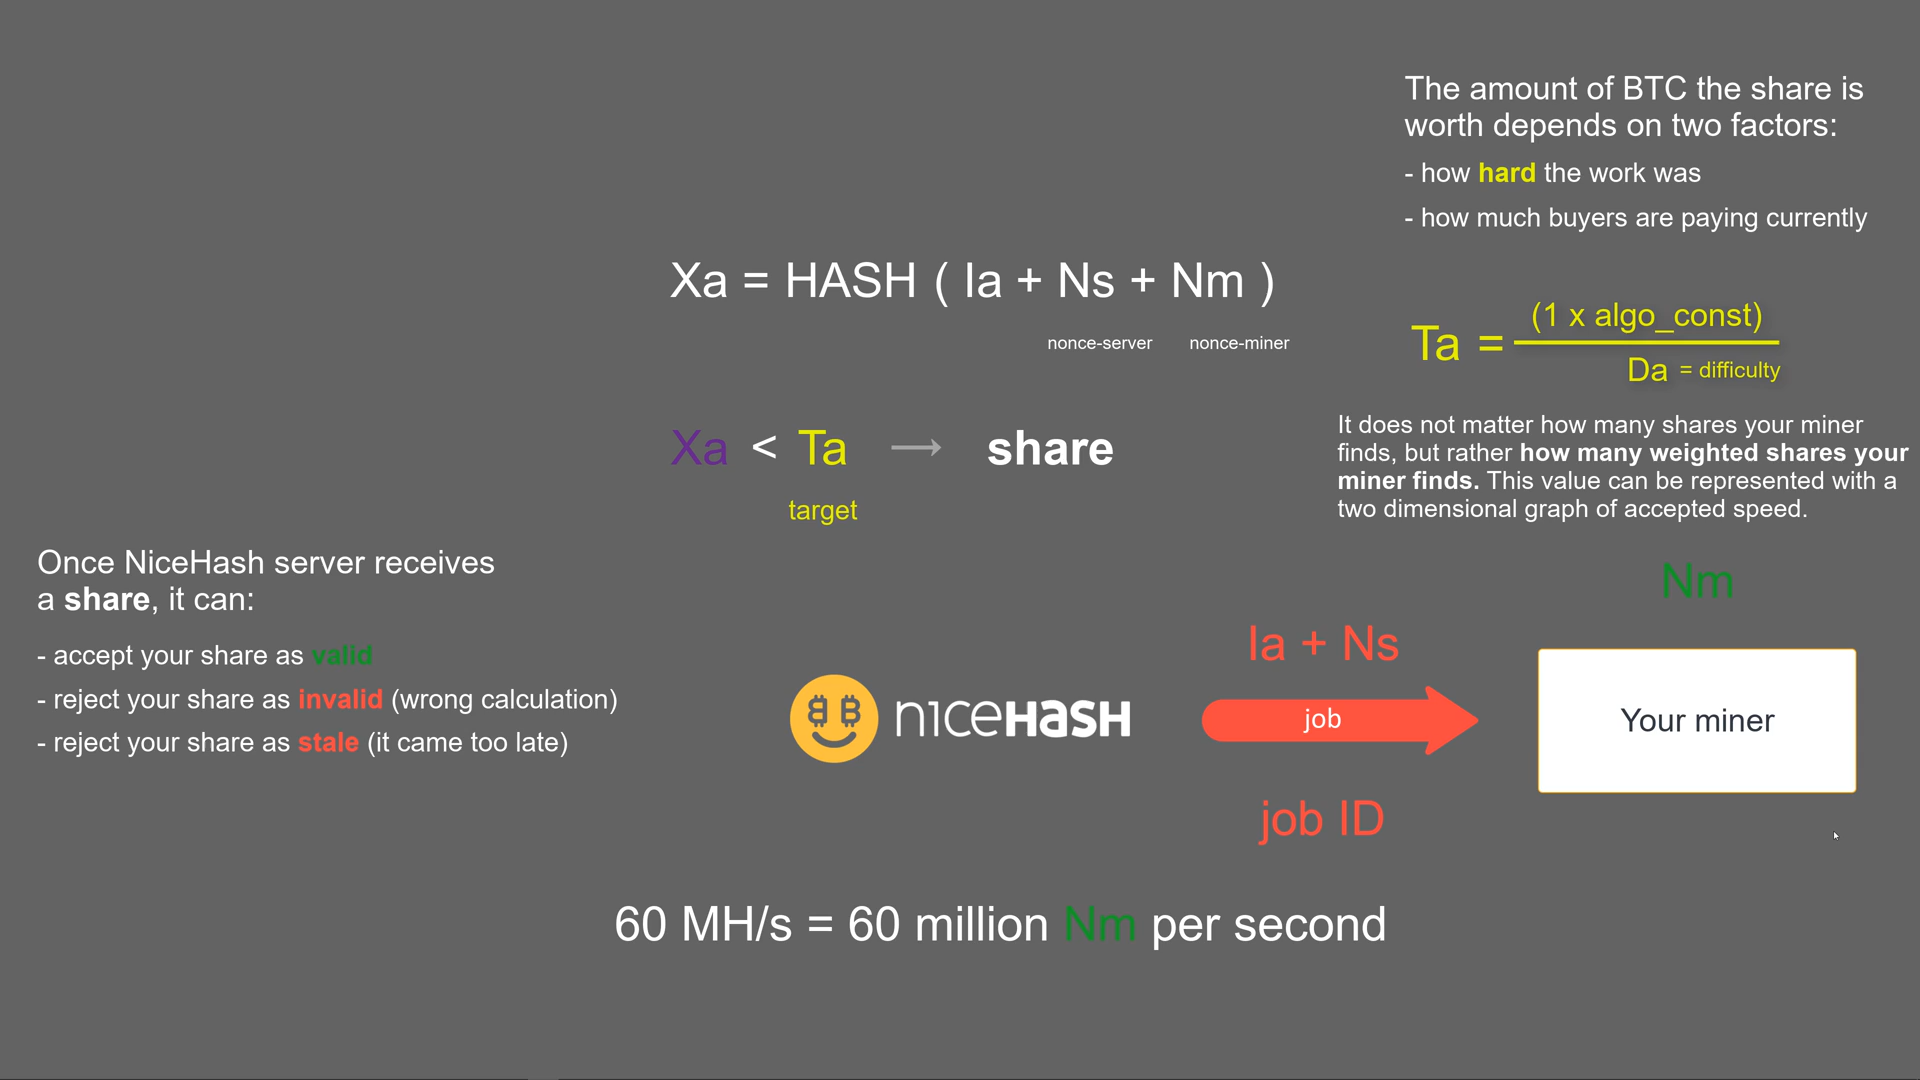 The amount of BTC the share is
worth depends on two factors:
- how hard the work was
- how much buyers are paying currently
Xa = HASH ( Ia + Ns + Nm )
nonce-server nonce-miner
Ta = (1 x algo_const)
Da = difficulty
Xa < Ta → share
target
It does not matter how many shares your miner
finds, but rather how many weighted shares your
miner finds. This value can be represented with a
two dimensional graph of accepted speed.
Once NiceHash server receives
a share, it can:
- accept your share as valid
- reject your share as invalid (wrong calculation)
- reject your share as stale (it came too late)
nicehash
Ia + Ns
job
job ID
Nm
Your miner
60 MH/s = 60 million Nm per second